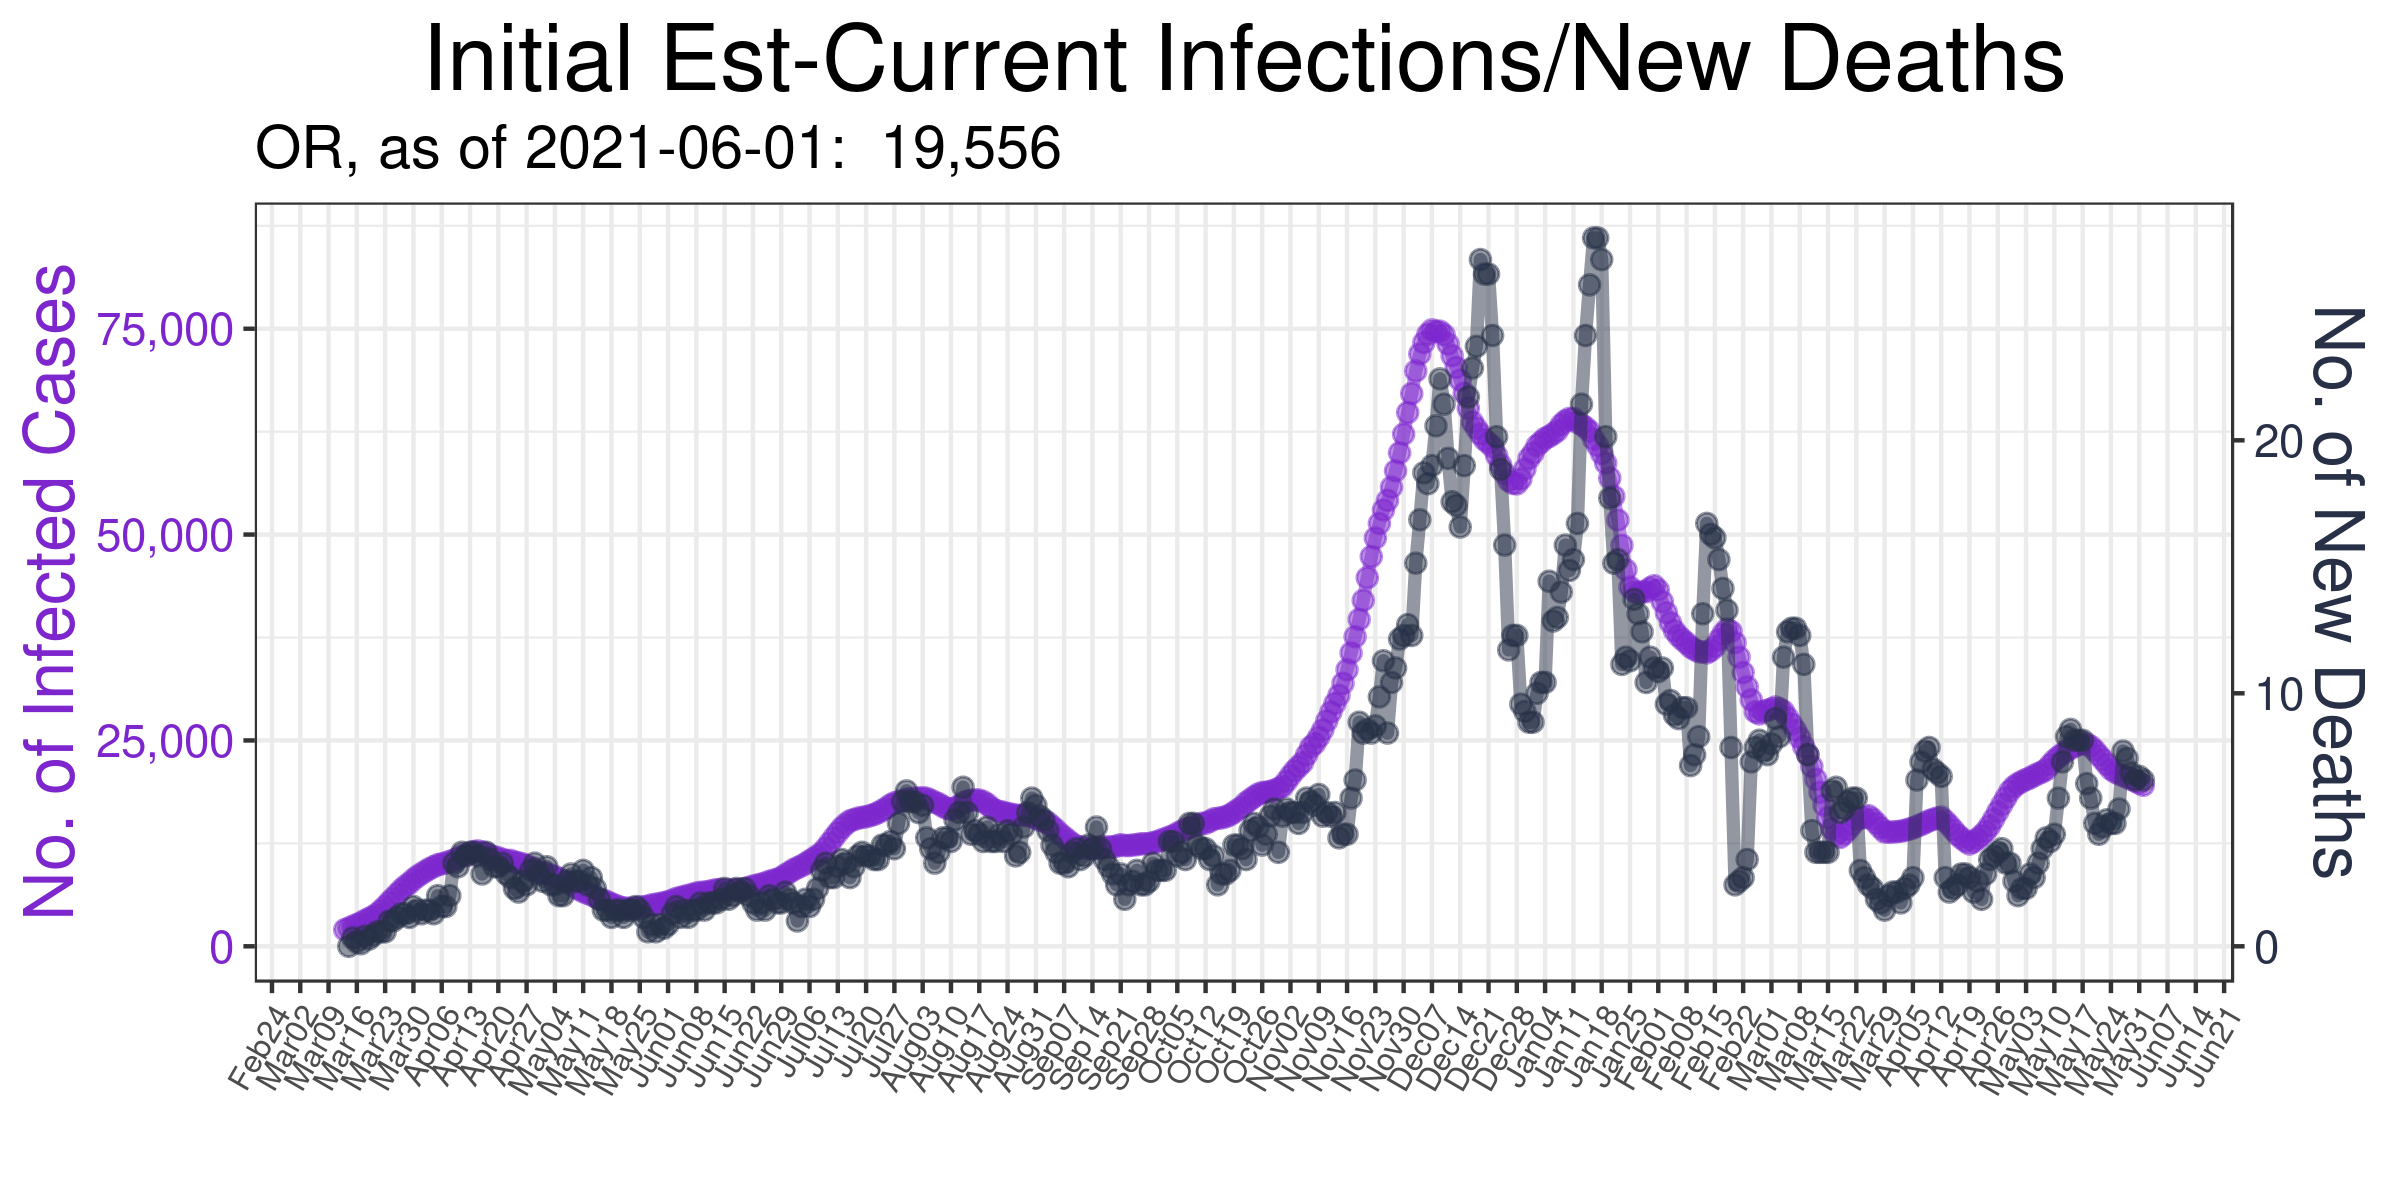 Initial Est-Current Infections/New Deaths
OR, as of 2021-06-01: 19,556
No. of Infected Cases
75,000
50,000
25,000
0
No. of New Deaths
20
10
0
Feb24
Mar02
Mar09
Mar16
Mar23
Mar30
Apr06
Apr13
Apr20
Apr27
May04
May11
May18
May25
Jun01
Jun08
Jun15
Jun22
Jun29
Jul06
Jul13
Jul20
Jul27
Aug03
Aug10
Aug17
Aug24
Aug31
Sep07
Sep14
Sep21
Sep28
Oct05
Oct12
Oct19
Oct26
Nov02
Nov09
Nov16
Nov23
Nov30
Dec07
Dec14
Dec21
Dec28
Jan04
Jan11
Jan18
Jan25
Feb01
Feb08
Feb15
Feb22
Mar01
Mar08
Mar15
Mar22
Mar29
Apr05
Apr12
Apr19
Apr26
May03
May10
May17
May24
May31
Jun07
Jun14
Jun21